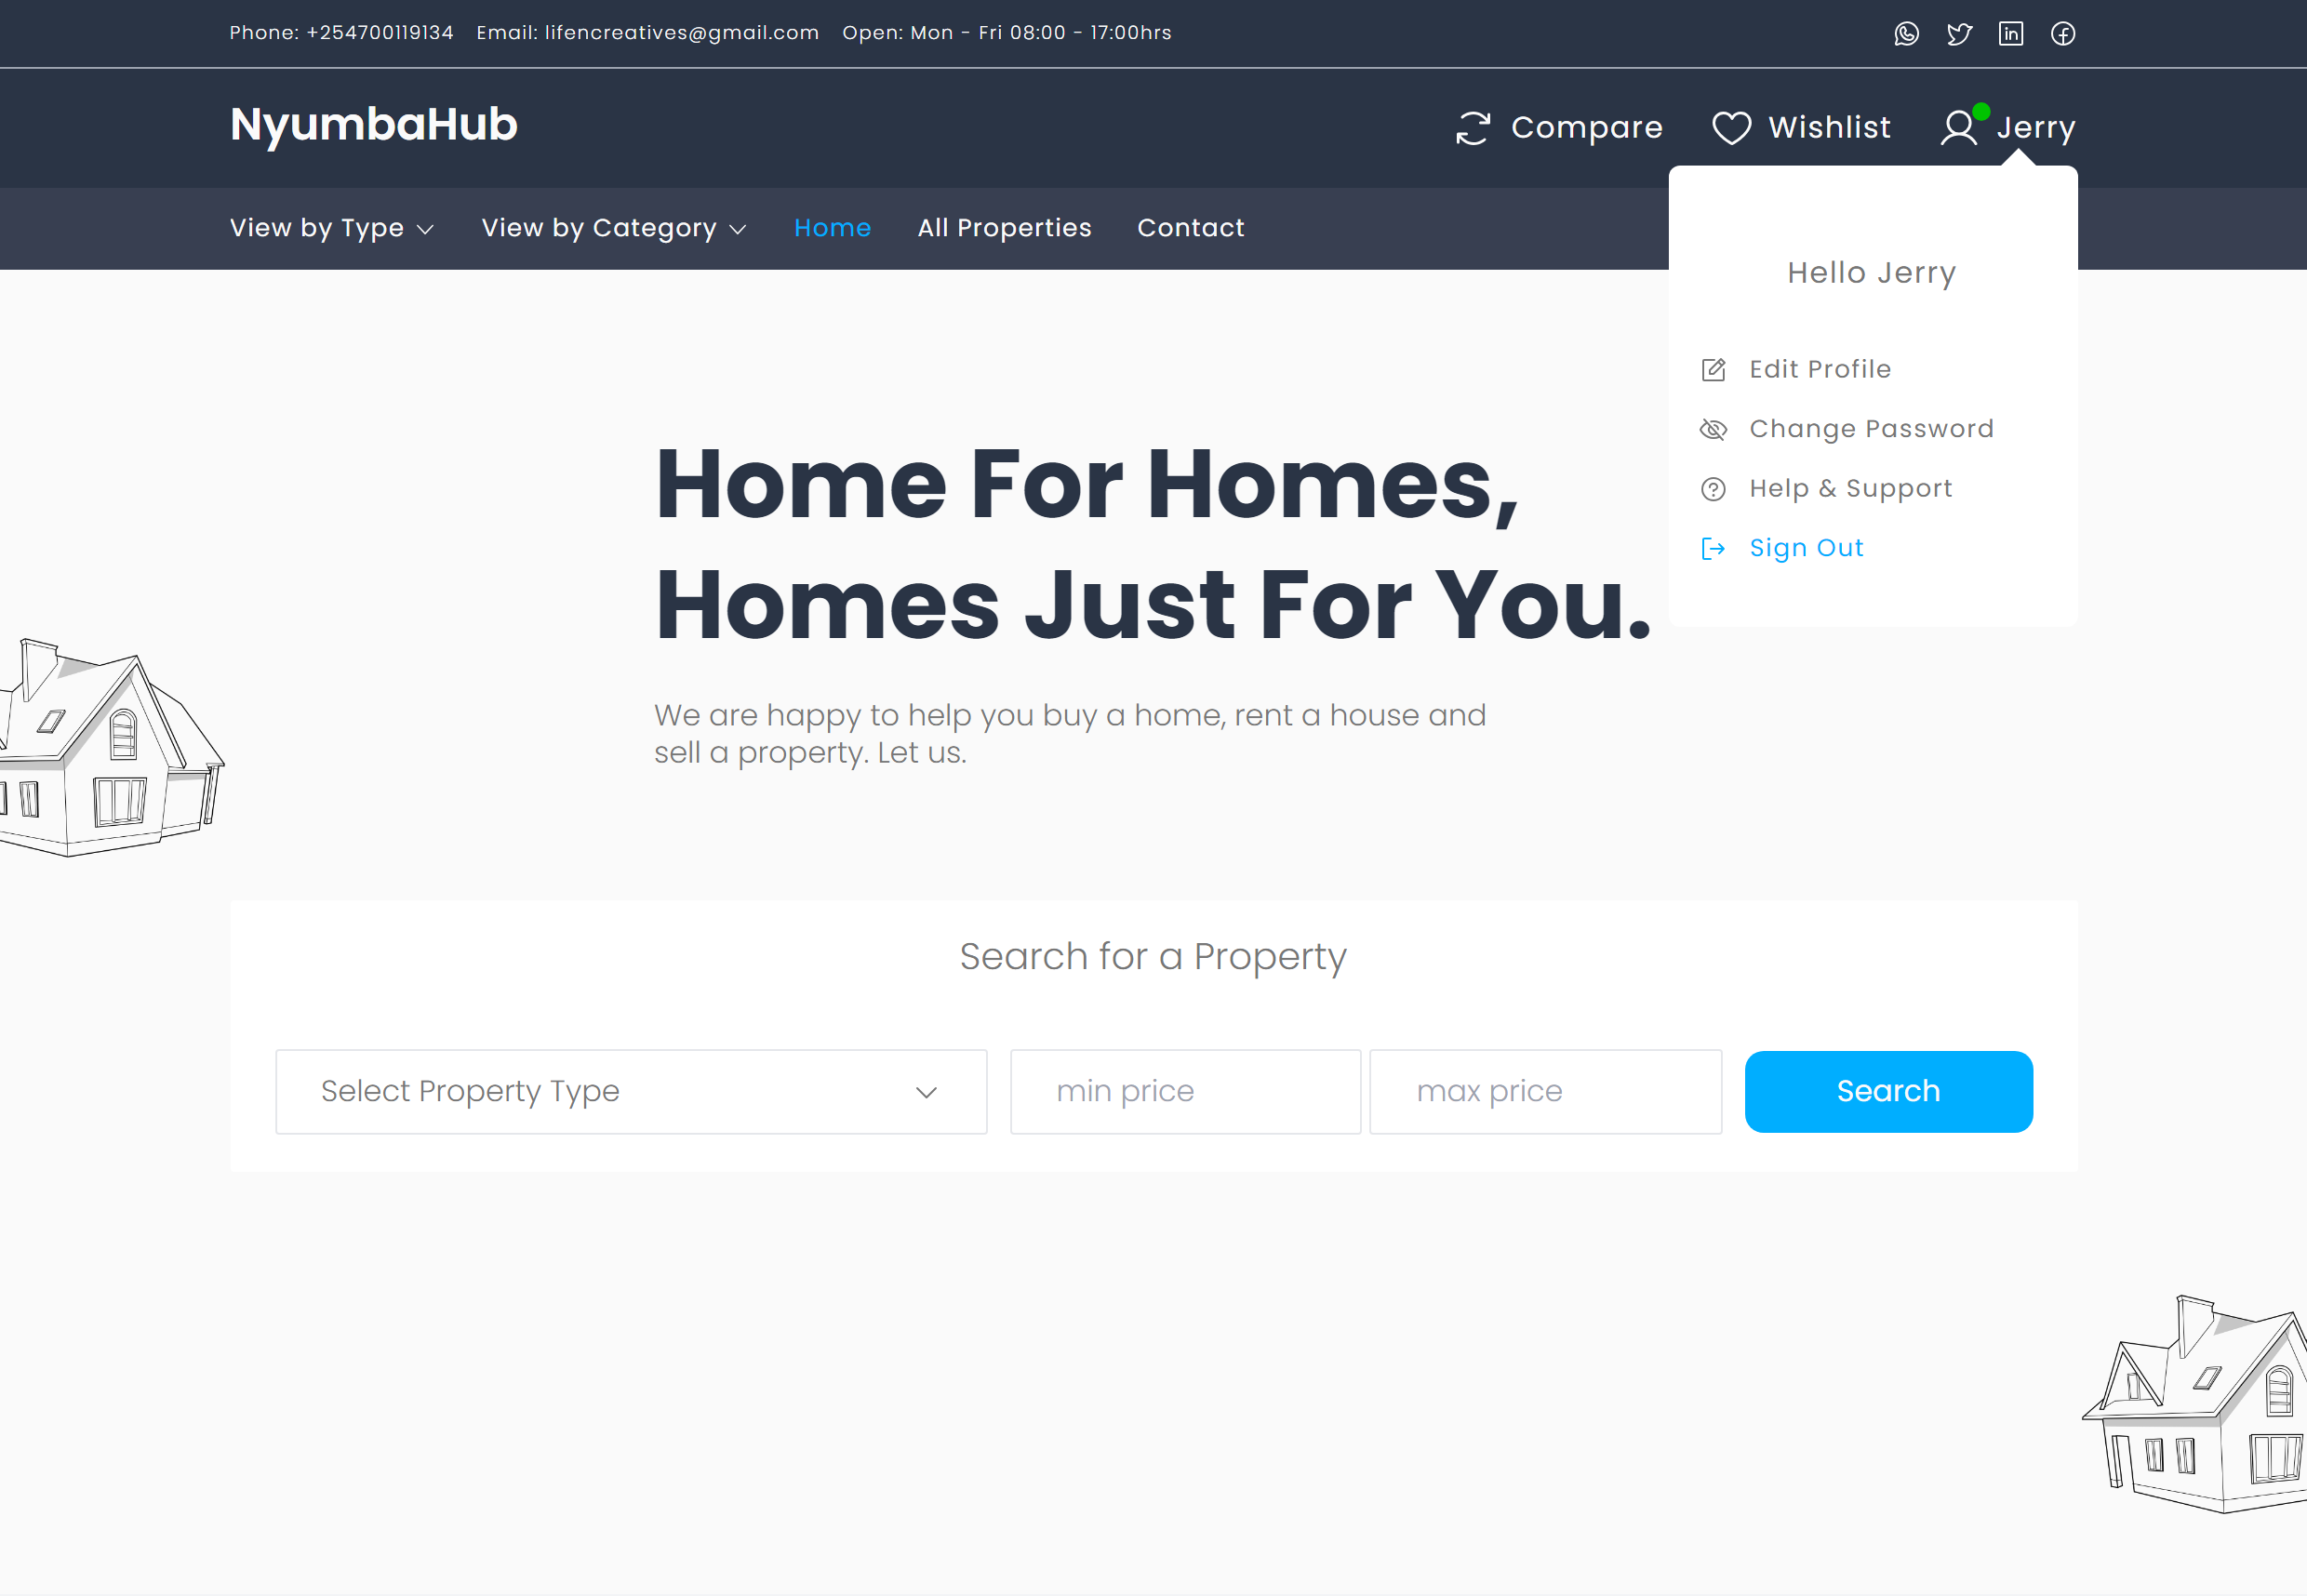 Phone: +254700119134 Email: lifencreatives@gmail.com Open: Mon - Fri 08:00 - 17:00hrs
NyumbaHub
Compare Wishlist Jerry
View by Type View by Category Home All Properties Contact
Hello Jerry
Edit Profile
Change Password
Help & Support
Sign Out
Home For Homes,
Homes Just For You.
We are happy to help you buy a home, rent a house and
sell a property. Let us.
Search for a Property
Select Property Type min price max price Search